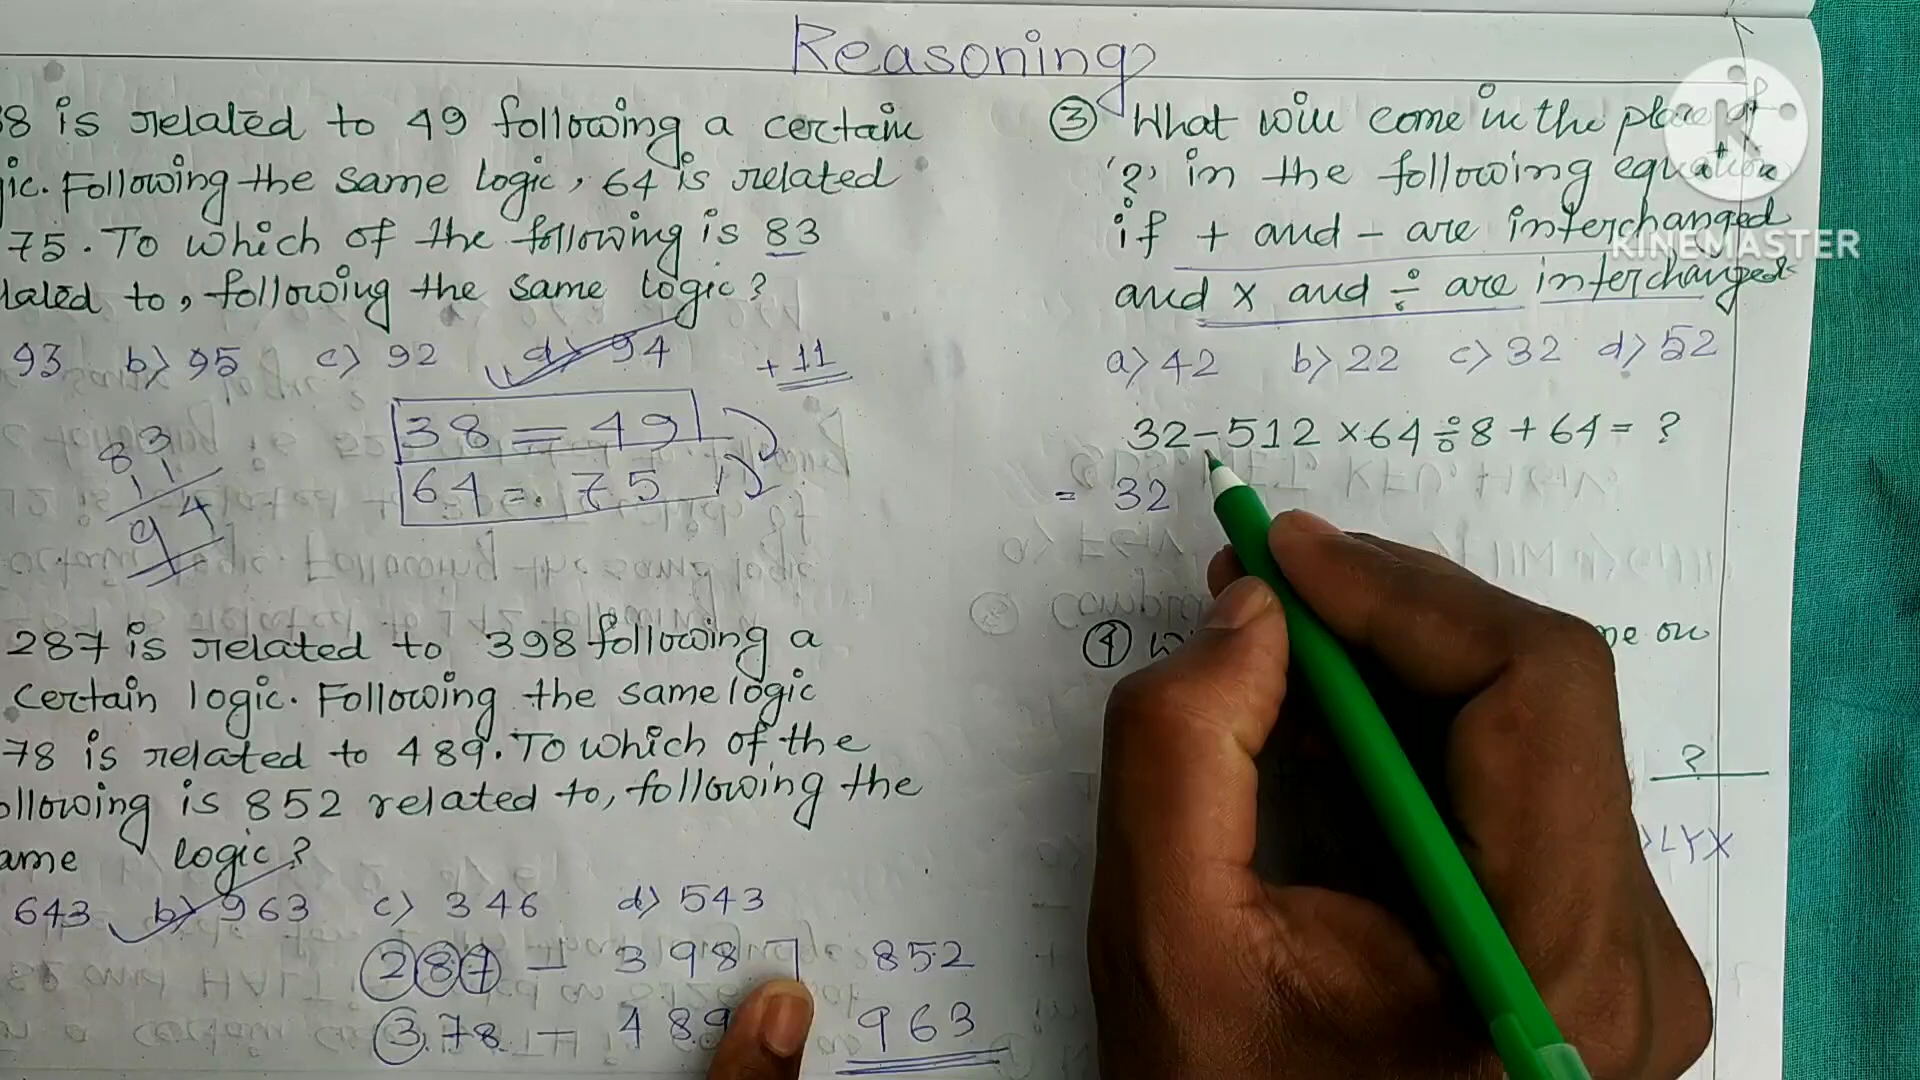 Reasoning
8 is related to 49 following a certain
ic. Following the same logic, 64 is related
75. To which of the following is 83
lated to, following the same logic?
93 b) 95 c) 92 d) 94
+11
38 = 49
64 = 75
83
11
94
287 is related to 398 following a
certain logic. Following the same logic
78 is related to 489. To which of the
ollowing is 852 related to, following the
ame logic?
643 b) 963 c) 346 d) 543
287 – 398 852
378 – 489 963
③ What will come in the place of
'?' in the following equation
if + and - are interchanged
and × and ÷ are interchanged
a) 42 b) 22 c) 32 d) 52
32-512×64÷8+64=?
= 32
④
on
?
LYX
K
KINEMASTER